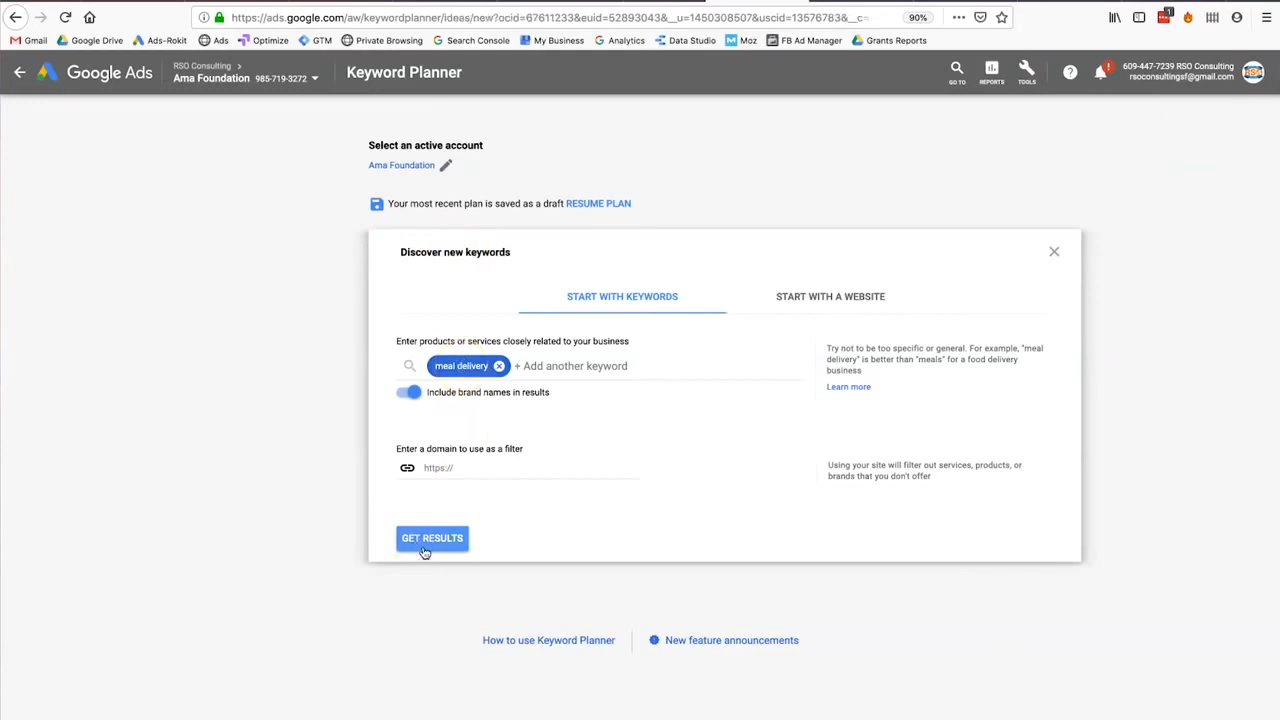 https://ads.google.com/aw/keywordplanner/ideas/new?ocid=67611233&euid=52893043&__u=1450308507&uscid=13576783&__c=
90%
Gmail Google Drive Ads-Rokit Ads Optimize GTM Private Browsing Search Console My Business Analytics Data Studio Moz FB Ad Manager Grants Reports
Google Ads
RSO Consulting >
Ama Foundation 985-719-3272
Keyword Planner
GO TO
REPORTS
TOOLS
609-447-7239 RSO Consulting
rsoconsultingsf@gmail.com
Select an active account
Ama Foundation
Your most recent plan is saved as a draft RESUME PLAN
Discover new keywords
START WITH KEYWORDS
START WITH A WEBSITE
Enter products or services closely related to your business
meal delivery + Add another keyword
Include brand names in results
Try not to be too specific or general. For example, "meal
delivery" is better than "meals" for a food delivery
business
Learn more
Enter a domain to use as a filter
https://
Using your site will filter out services, products, or
brands that you don't offer
GET RESULTS
How to use Keyword Planner
New feature announcements